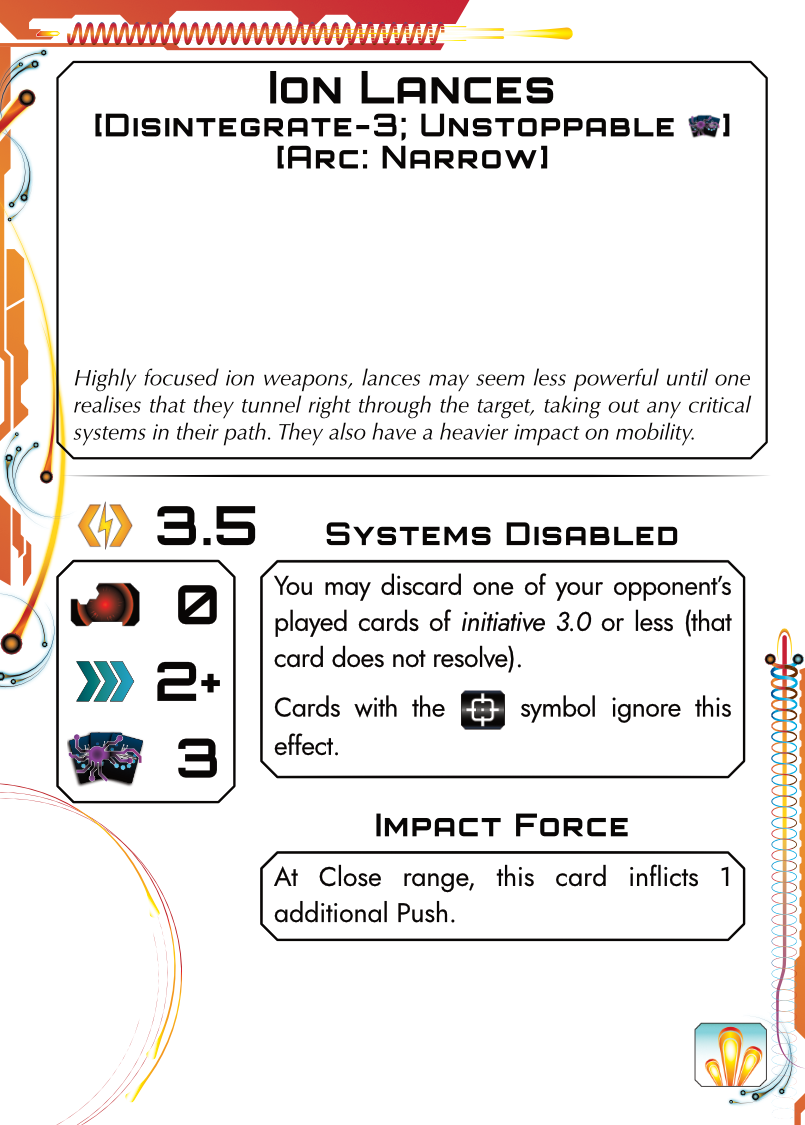 Ion Lances
[Disintegrate-3; Unstoppable ]
[Arc: Narrow]
Highly focused ion weapons, lances may seem less powerful until one
realises that they tunnel right through the target, taking out any critical
systems in their path. They also have a heavier impact on mobility.
3.5
Systems Disabled
0
2+
3
You may discard one of your opponent's
played cards of initiative 3.0 or less (that
card does not resolve).
Cards with the symbol ignore this
effect.
Impact Force
At Close range, this card inflicts 1
additional Push.